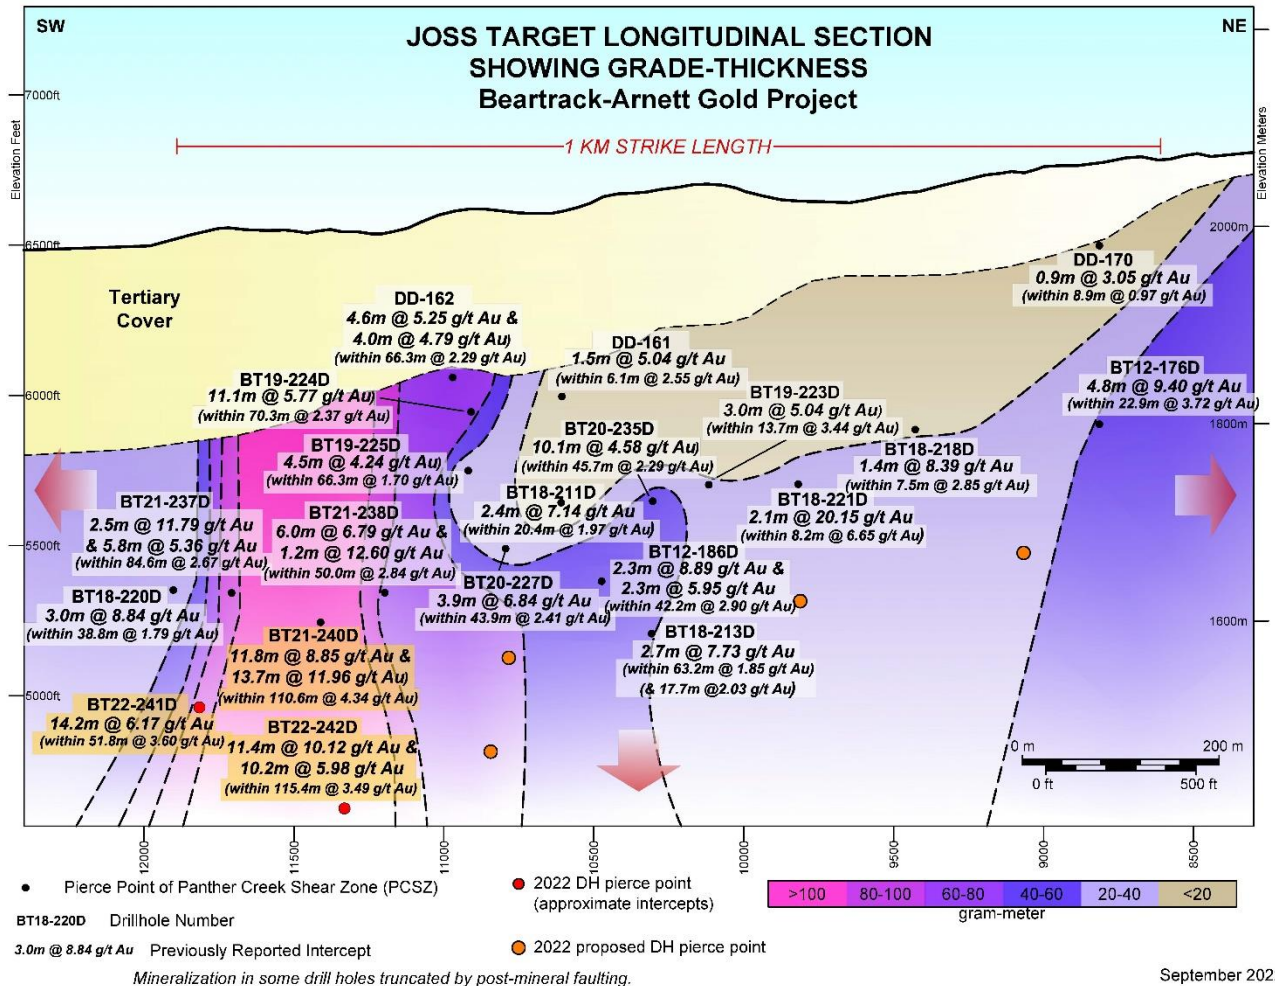 SW
NE
JOSS TARGET LONGITUDINAL SECTION
SHOWING GRADE-THICKNESS
Beartrack-Arnett Gold Project
Elevation Feet
Elevation Meters
7000ft
1 KM STRIKE LENGTH
6500ft
2000m
DD-170
0.9m @ 3.05 g/t Au
(within 8.9m @ 0.97 g/t Au)
Tertiary
Cover
DD-162
4.6m @ 5.25 g/t Au &
4.0m @ 4.79 g/t Au)
(within 66.3m @ 2.29 g/t Au)
DD-161
1.5m @ 5.04 g/t Au
(within 6.1m @ 2.55 g/t Au)
BT19-224D
11.1m @ 5.77 g/t Au)
(within 70.3m @ 2.37 g/t Au)
6000ft
BT19-223D
3.0m @ 5.04 g/t Au)
(within 13.7m @ 3.44 g/t Au)
BT12-176D
4.8m @ 9.40 g/t Au
(within 22.9m @ 3.72 g/t Au)
1800m
BT19-225D
4.5m @ 4.24 g/t Au)
(within 66.3m @ 1.70 g/t Au)
BT20-235D
10.1m @ 4.58 g/t Au)
(within 45.7m @ 2.29 g/t Au)
BT18-218D
1.4m @ 8.39 g/t Au
(within 7.5m @ 2.85 g/t Au)
BT21-237D
2.5m @ 11.79 g/t Au
& 5.8m @ 5.36 g/t Au
(within 84.6m @ 2.67 g/t Au)
BT21-238D
6.0m @ 6.79 g/t Au &
1.2m @ 12.60 g/t Au
(within 50.0m @ 2.84 g/t Au)
BT18-211D
2.4m @ 7.14 g/t Au
(within 20.4m @ 1.97 g/t Au)
BT18-221D
2.1m @ 20.15 g/t Au
(within 8.2m @ 6.65 g/t Au)
5500ft
BT12-186D
2.3m @ 8.89 g/t Au &
2.3m @ 5.95 g/t Au
(within 42.2m @ 2.90 g/t Au)
BT18-220D
3.0m @ 8.84 g/t Au
(within 38.8m @ 1.79 g/t Au)
BT20-227D
3.9m @ 6.84 g/t Au
(within 43.9m @ 2.41 g/t Au)
1600m
BT21-240D
11.8m @ 8.85 g/t Au &
13.7m @ 11.96 g/t Au)
(within 110.6m @ 4.34 g/t Au)
BT18-213D
2.7m @ 7.73 g/t Au
(within 63.2m @ 1.85 g/t Au)
(& 17.7m @2.03 g/t Au)
5000ft
BT22-241D
14.2m @ 6.17 g/t Au
(within 51.8m @ 3.60 g/t Au)
BT22-242D
11.4m @ 10.12 g/t Au &
10.2m @ 5.98 g/t Au
(within 115.4m @ 3.49 g/t Au)
0 m 200 m
0 ft 500 ft
12000 11500 11000 10500 10000 9500 9000 8500
Pierce Point of Panther Creek Shear Zone (PCSZ)
BT18-220D Drillhole Number
3.0m @ 8.84 g/t Au Previously Reported Intercept
2022 DH pierce point
(approximate intercepts)
2022 proposed DH pierce point
>100 80-100 60-80 40-60 20-40 <20
gram-meter
Mineralization in some drill holes truncated by post-mineral faulting.
September 202